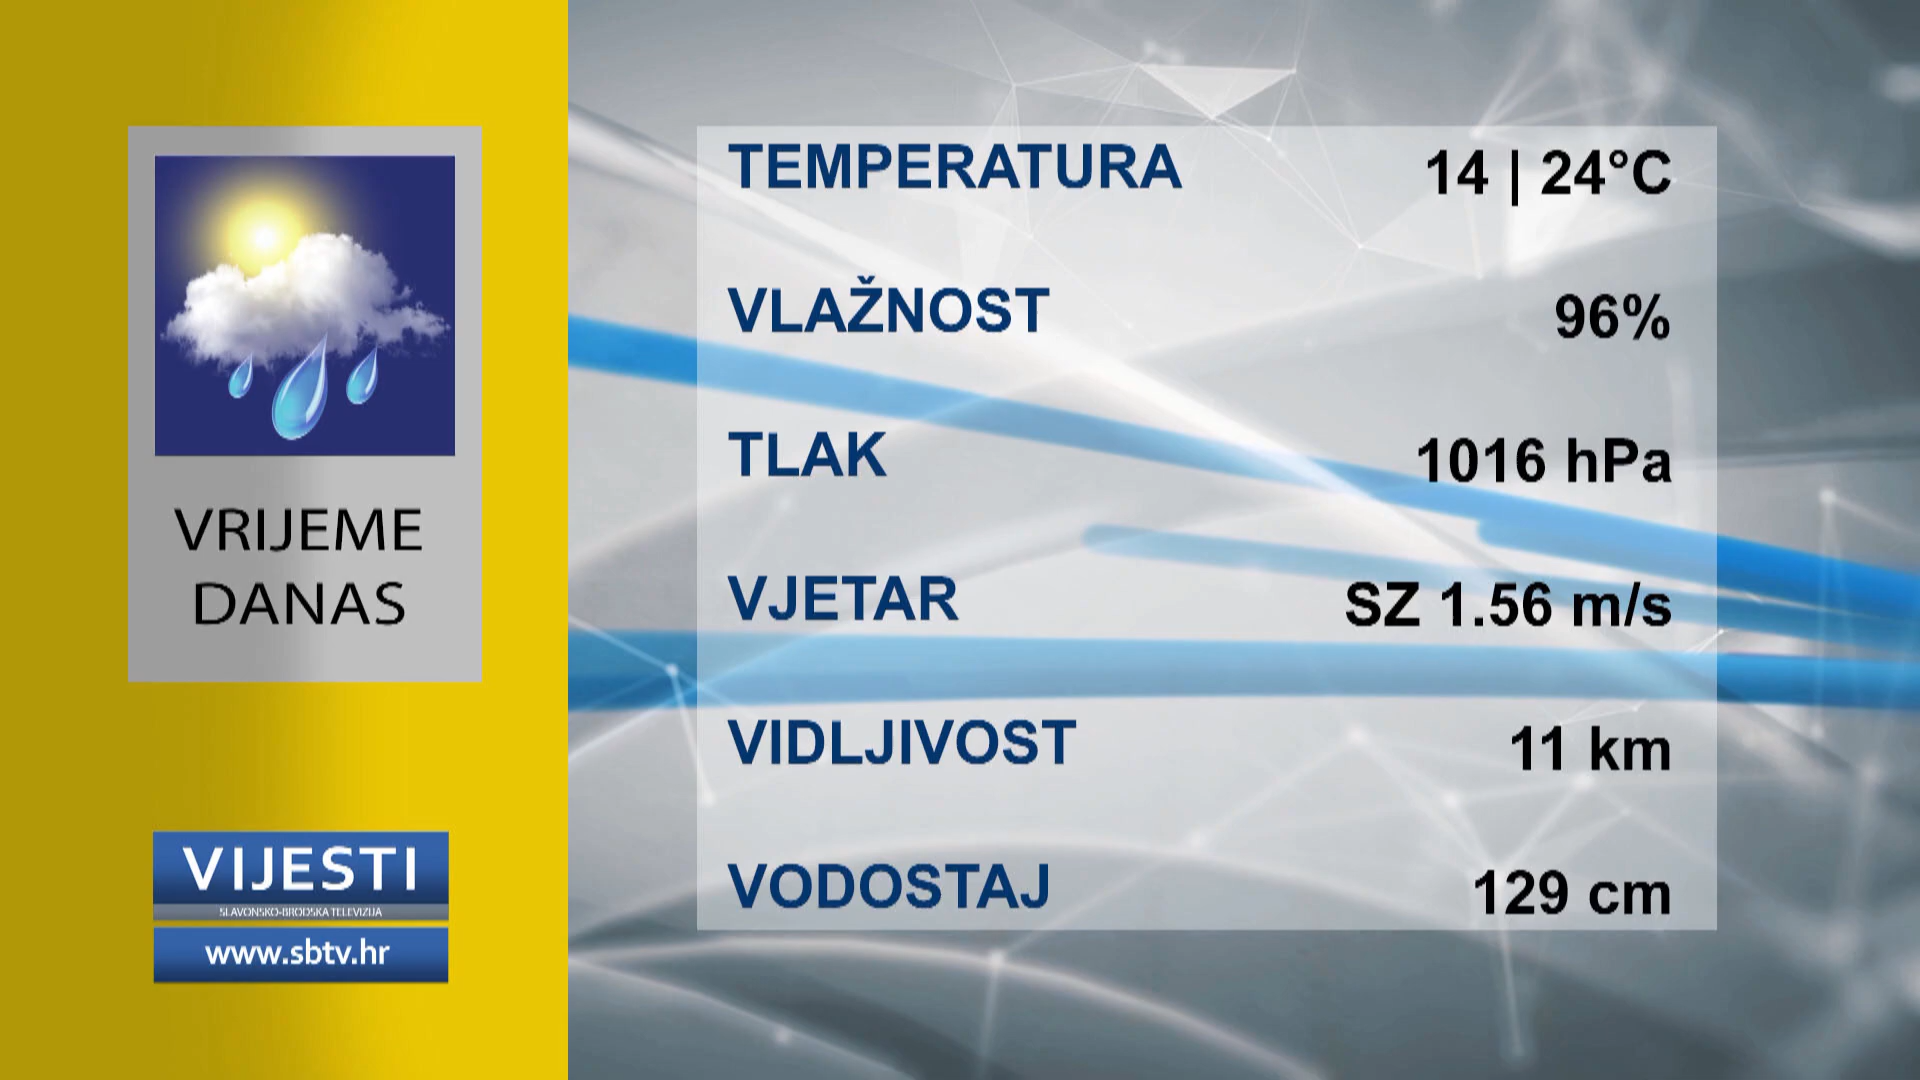 VRIJEME
DANAS
VIJESTI
SLAVONSKO-BRODSKA TELEVIZIJA
www.sbtv.hr
TEMPERATURA 14 | 24°C
VLAŽNOST 96%
TLAK 1016 hPa
VJETAR SZ 1.56 m/s
VIDLJIVOST 11 km
VODOSTAJ 129 cm